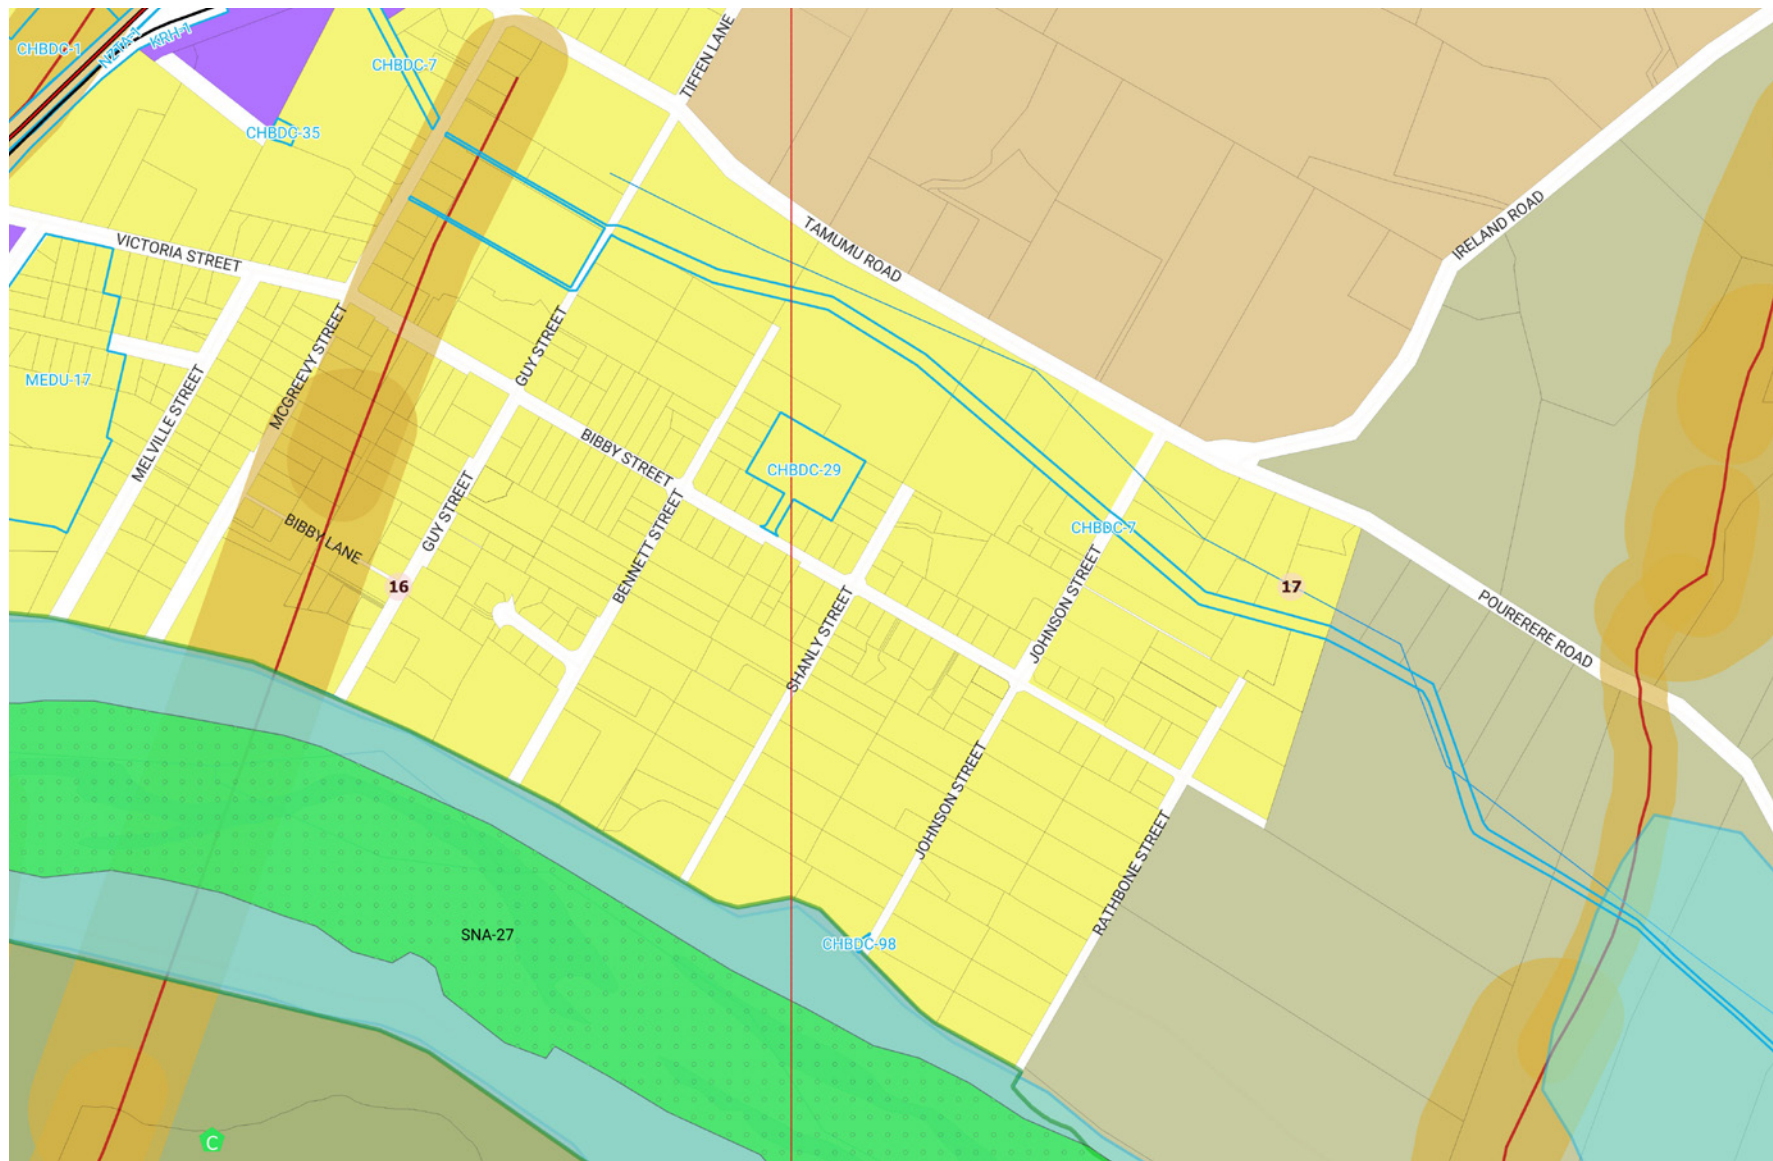 CHBDC-1
NZTA-1
KRH-1
CHBDC-7
TIFFEN LANE
CHBDC-35
VICTORIA STREET
TAMUMU ROAD
IRELAND ROAD
MEDU-17
MELVILLE STREET
MCGREEVY STREET
GUY STREET
BIBBY STREET
CHBDC-29
GUY STREET
BIBBY LANE
BENNETT STREET
CHBDC-7
JOHNSON STREET
16
17
SHANLY STREET
POURERERE ROAD
JOHNSON STREET
RATHBONE STREET
SNA-27
CHBDC-98
C